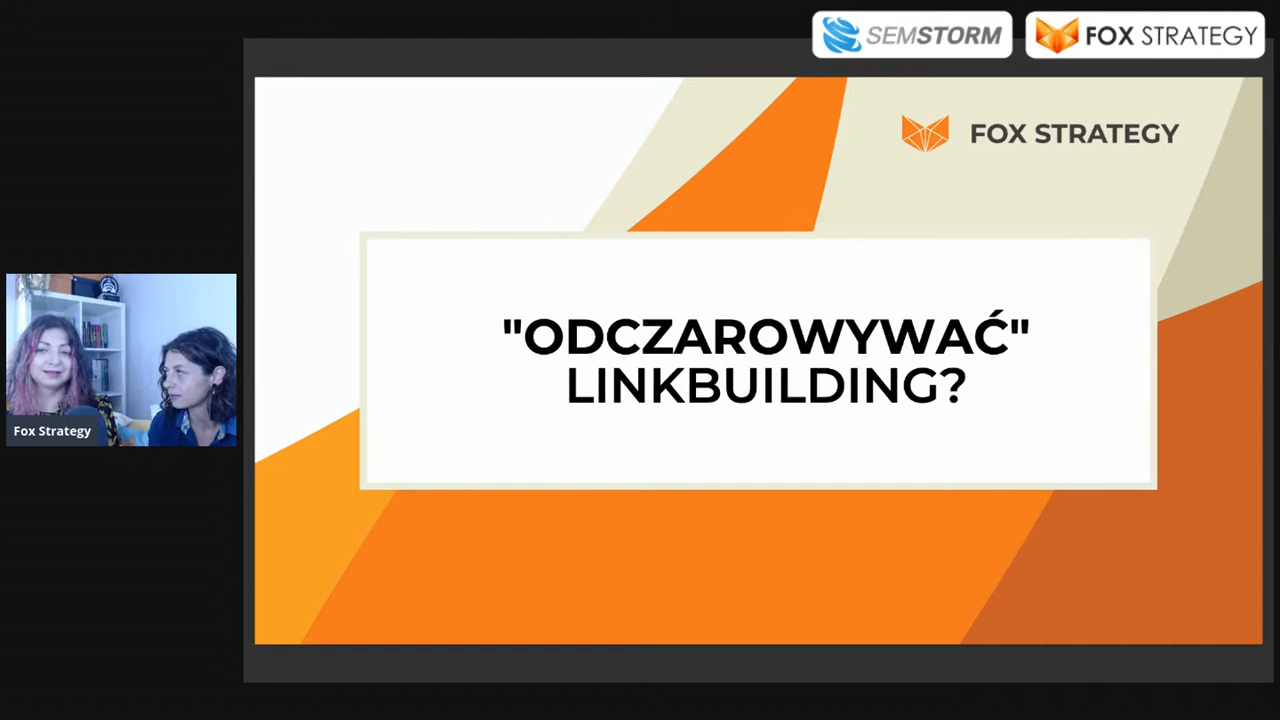 SEMSTORM
FOX STRATEGY
FOX STRATEGY
"ODCZAROWYWAĆ"
LINKBUILDING?
Fox Strategy